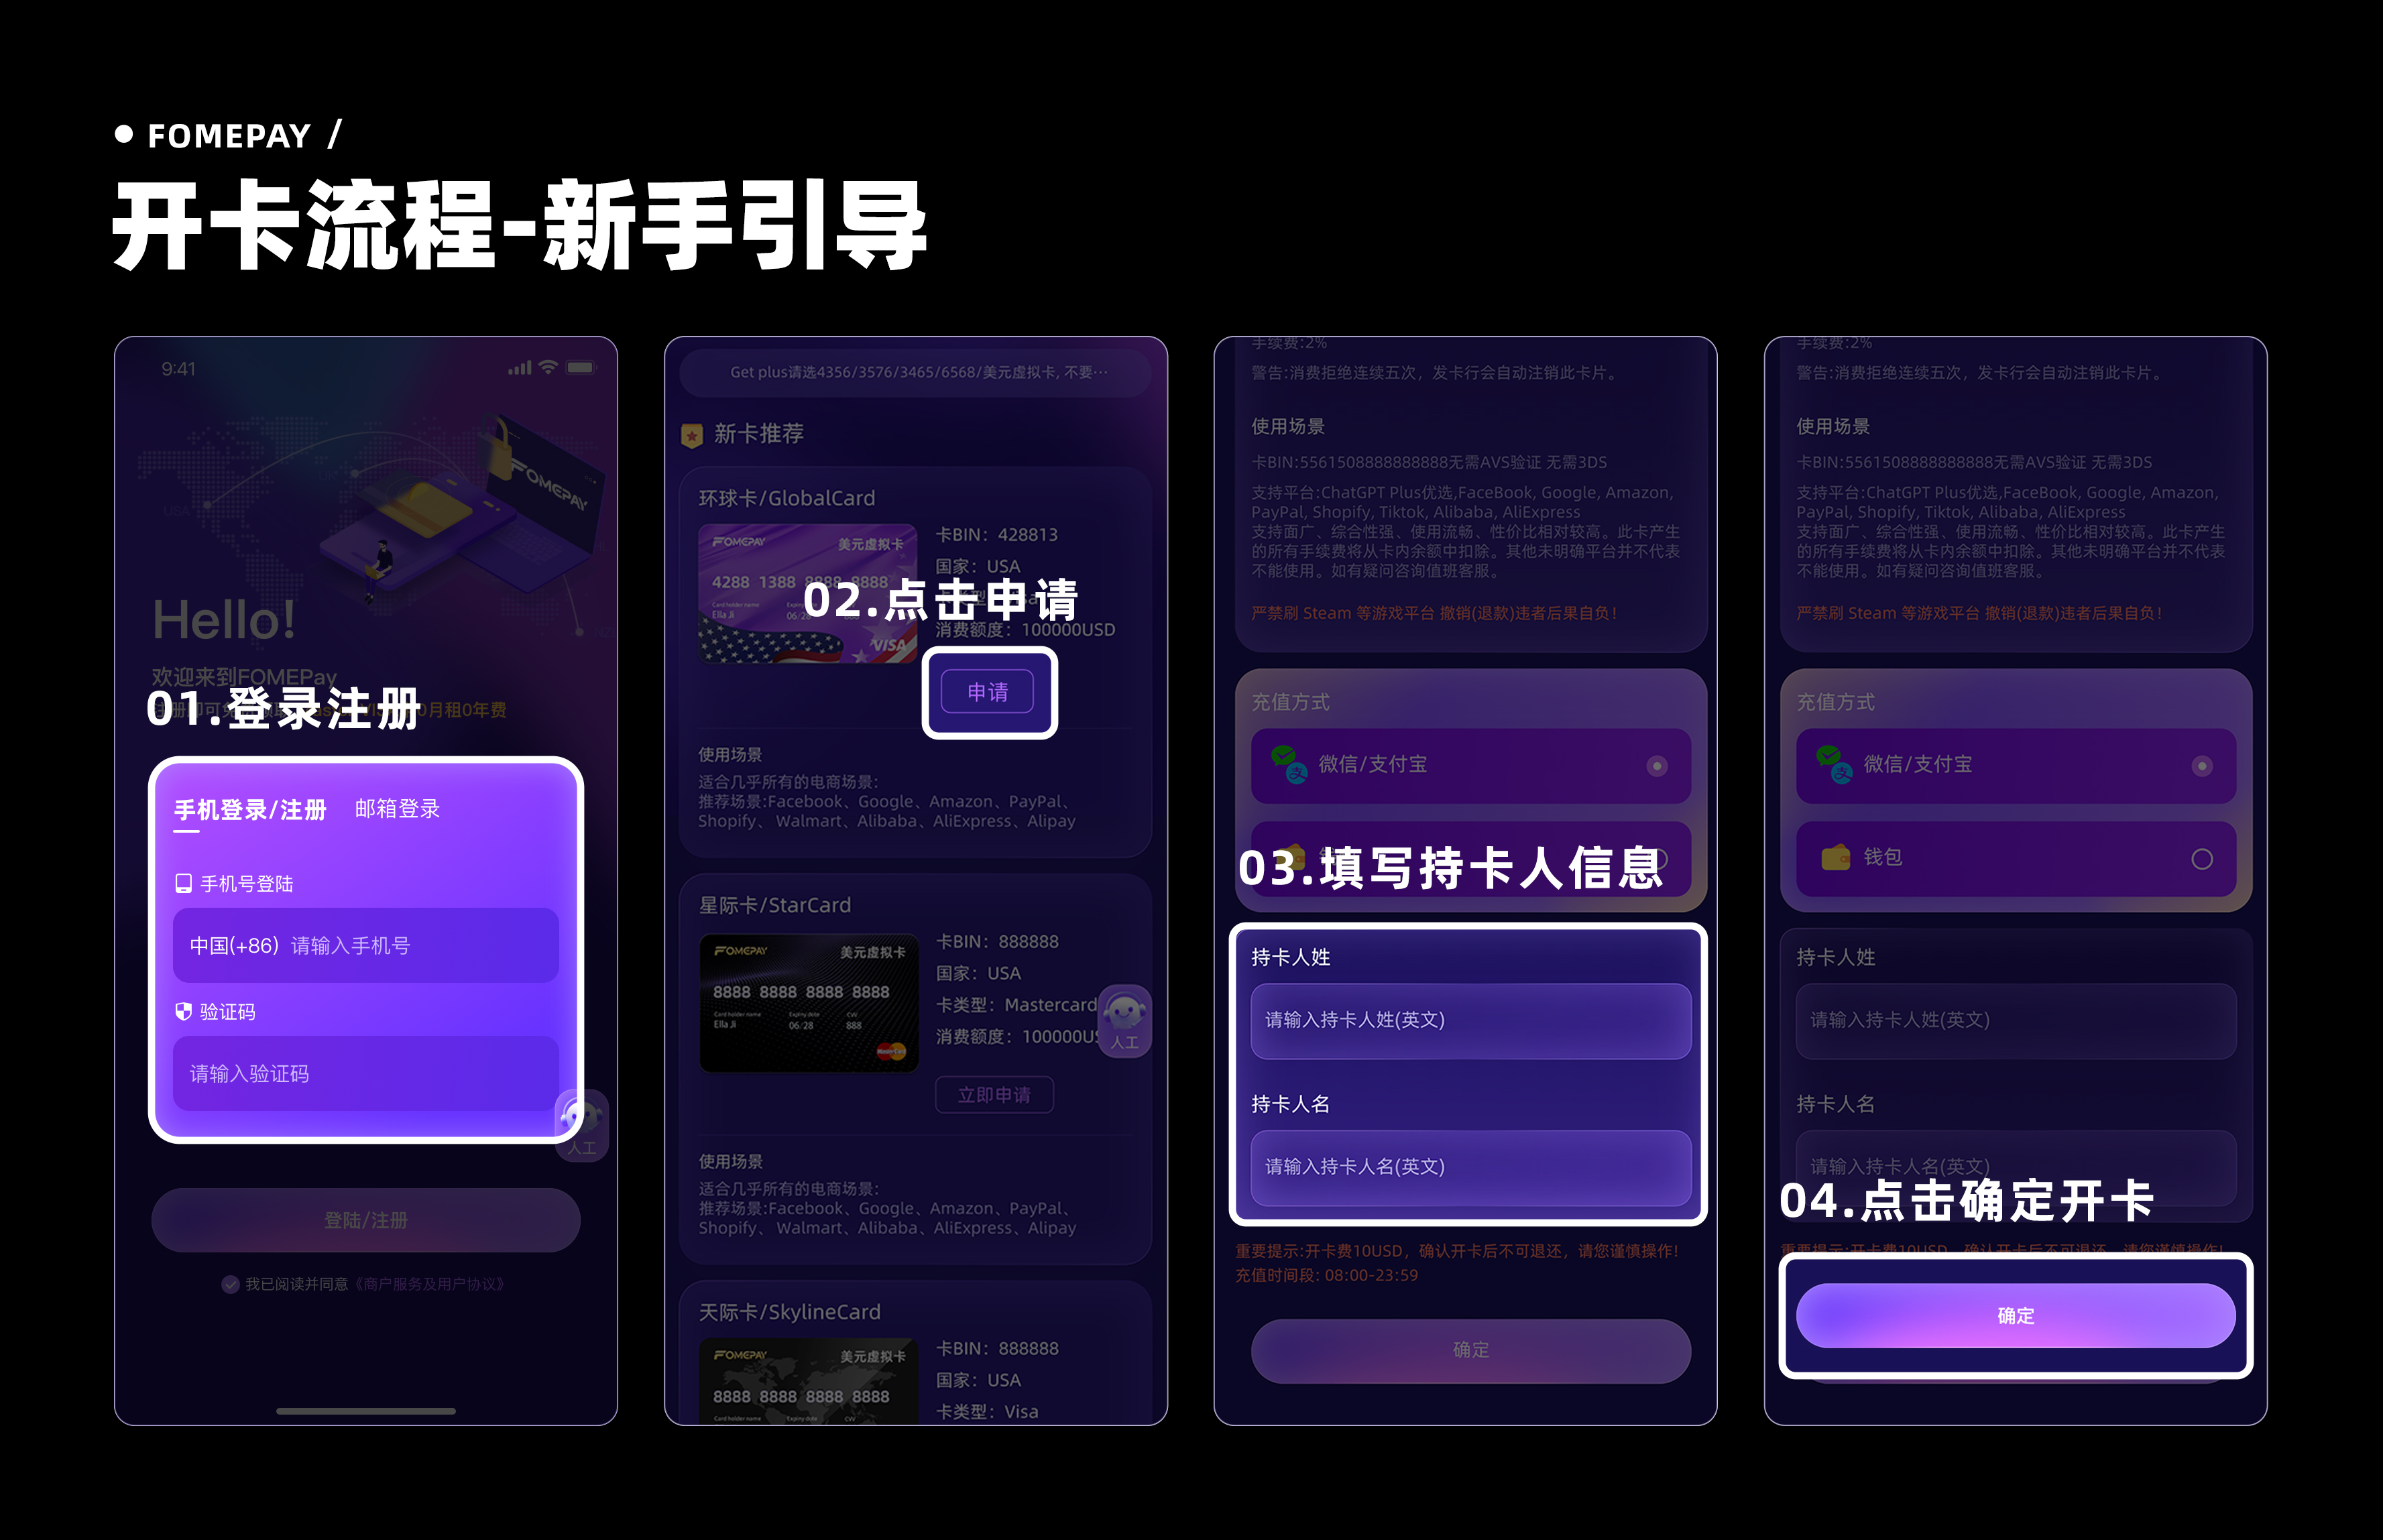 FOMEPAY /
开卡流程-新手引导
9:41
USA
FOMEPAY
Hello!
欢迎来到FOMEPay
01.登录注册
0月租0年费
手机登录/注册 邮箱登录
手机号登陆
中国(+86) 请输入手机号
验证码
请输入验证码
人工
登陆/注册
我已阅读并同意《商户服务及用户协议》
Get plus请选4356/3576/3465/6568/美元虚拟卡, 不要···
新卡推荐
环球卡/GlobalCard
FOMEPAY 美元虚拟卡
4288 1388 8888 8888
Card holder name
Ella Ji 06/28
VISA
卡BIN：428813
国家：USA
02.点击申请
消费额度：100000USD
申请
使用场景
适合几乎所有的电商场景:
推荐场景:Facebook、Google、Amazon、PayPal、
Shopify、 Walmart、Alibaba、AliExpress、Alipay
星际卡/StarCard
FOMEPAY 美元虚拟卡
8888 8888 8888 8888
Card holder name Expiry date CVV
Ella Ji 06/28 888
MasterCard
卡BIN：888888
国家：USA
卡类型：Mastercard
消费额度：100000US
人工
立即申请
使用场景
适合几乎所有的电商场景:
推荐场景:Facebook、Google、Amazon、PayPal、
Shopify、 Walmart、Alibaba、AliExpress、Alipay
天际卡/SkylineCard
FOMEPAY 美元虚拟卡
8888 8888 8888 8888
Card holder name Expiry date CVV
卡BIN：888888
国家：USA
卡类型：Visa
手续费:2%
警告:消费拒绝连续五次，发卡行会自动注销此卡片。
使用场景
卡BIN:5561508888888888无需AVS验证 无需3DS
支持平台:ChatGPT Plus优选,FaceBook, Google, Amazon,
PayPal, Shopify, Tiktok, Alibaba, AliExpress
支持面广、综合性强、使用流畅、性价比相对较高。此卡产生
的所有手续费将从卡内余额中扣除。其他未明确平台并不代表
不能使用。如有疑问咨询值班客服。
严禁刷 Steam 等游戏平台 撤销(退款)违者后果自负!
充值方式
微信/支付宝
03.填写持卡人信息
持卡人姓
请输入持卡人姓(英文)
持卡人名
请输入持卡人名(英文)
重要提示:开卡费10USD，确认开卡后不可退还，请您谨慎操作!
充值时间段: 08:00-23:59
确定
手续费:2%
警告:消费拒绝连续五次，发卡行会自动注销此卡片。
使用场景
卡BIN:5561508888888888无需AVS验证 无需3DS
支持平台:ChatGPT Plus优选,FaceBook, Google, Amazon,
PayPal, Shopify, Tiktok, Alibaba, AliExpress
支持面广、综合性强、使用流畅、性价比相对较高。此卡产生
的所有手续费将从卡内余额中扣除。其他未明确平台并不代表
不能使用。如有疑问咨询值班客服。
严禁刷 Steam 等游戏平台 撤销(退款)违者后果自负!
充值方式
微信/支付宝
钱包
持卡人姓
请输入持卡人姓(英文)
持卡人名
请输入持卡人名(英文)
04.点击确定开卡
重要提示:开卡费10USD，确认开卡后不可退还，请您谨慎操作!
确定